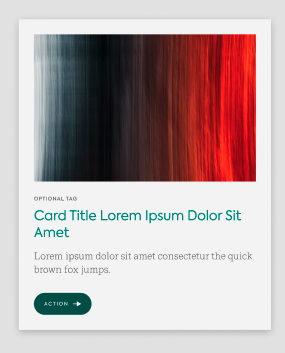 OPTIONAL TAG
Card Title Lorem Ipsum Dolor Sit
Amet
Lorem ipsum dolor sit amet consectetur the quick
brown fox jumps.
ACTION